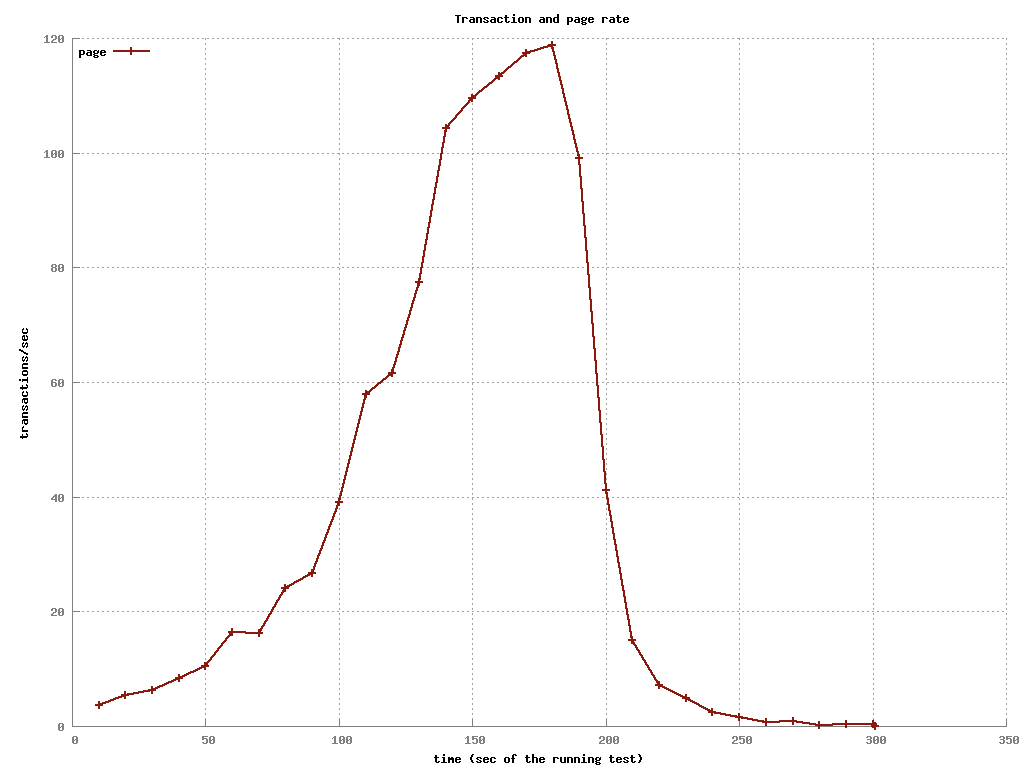 Transaction and page rate
page
120
100
80
60
40
20
0
transactions/sec
0 50 100 150 200 250 300 350
time (sec of the running test)